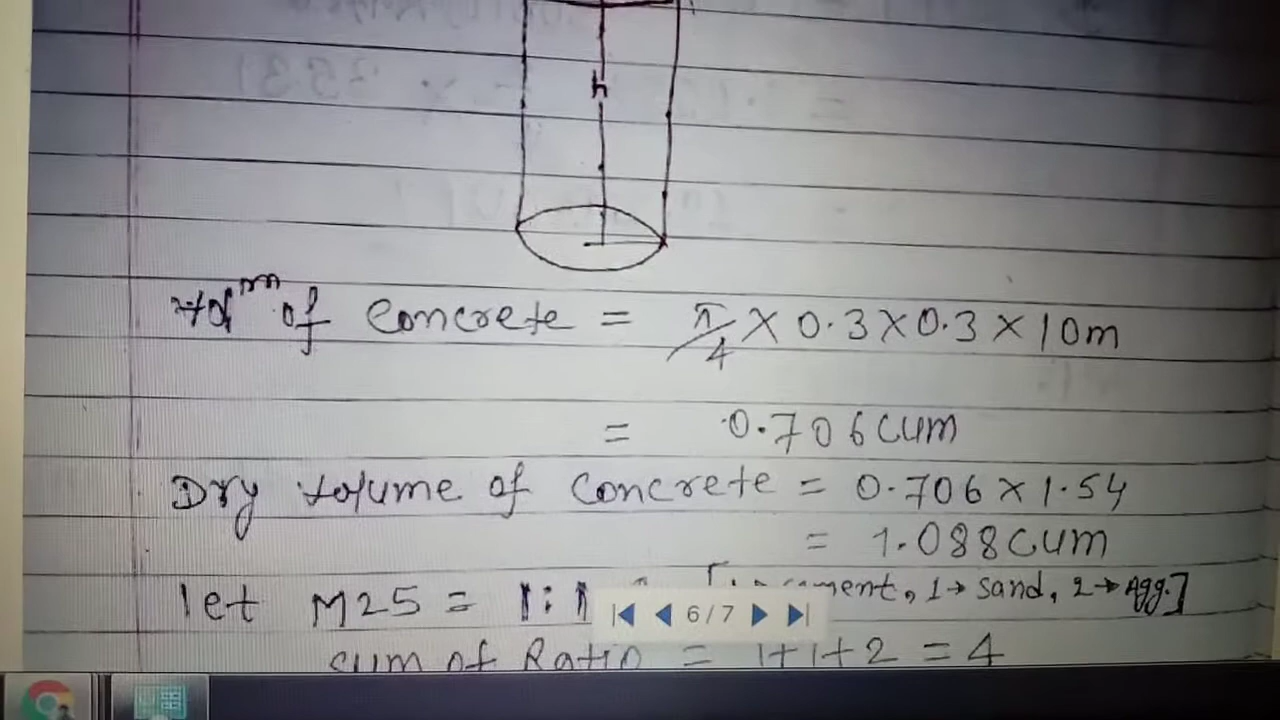 h
Volm of concrete = π/4 × 0.3 × 0.3 × 10m
= 0.706 cum
Dry volume of concrete = 0.706 × 1.54
= 1.088 cum
let M25 = 1:1 cement, 1→ sand, 2→ Agg.]
6/7
sum of Ratio = 1+1+2 = 4